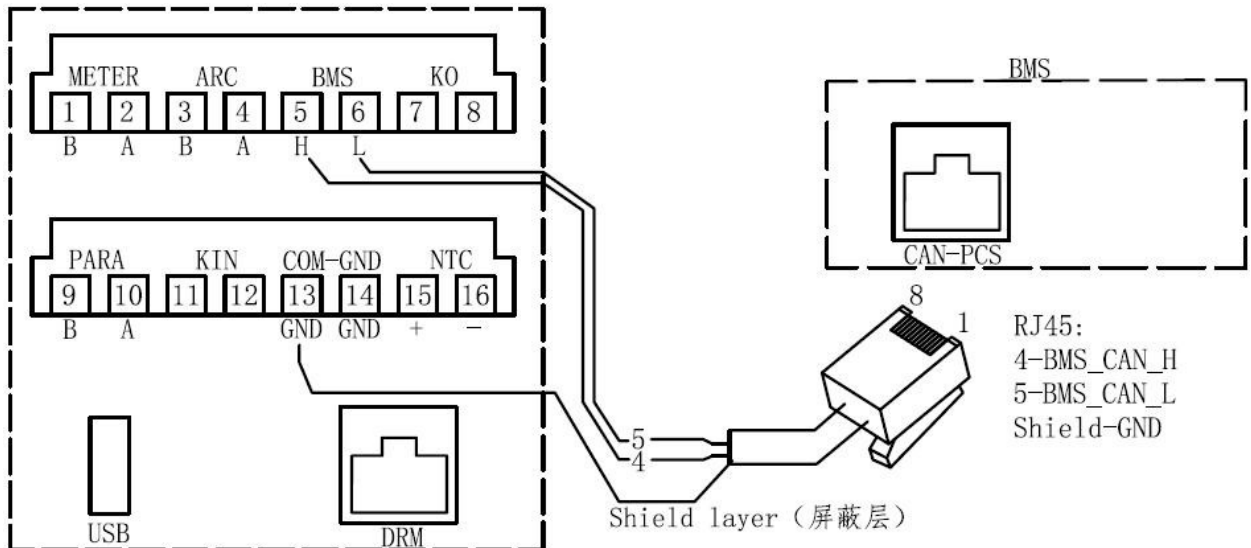 METER ARC BMS KO
1 2 3 4 5 6 7 8
B A B A H L
PARA KIN COM-GND NTC
9 10 11 12 13 14 15 16
B A GND GND + −
USB
DRM
BMS
CAN-PCS
8
1
RJ45:
4-BMS_CAN_H
5-BMS_CAN_L
Shield-GND
5
4
Shield layer（屏蔽层）